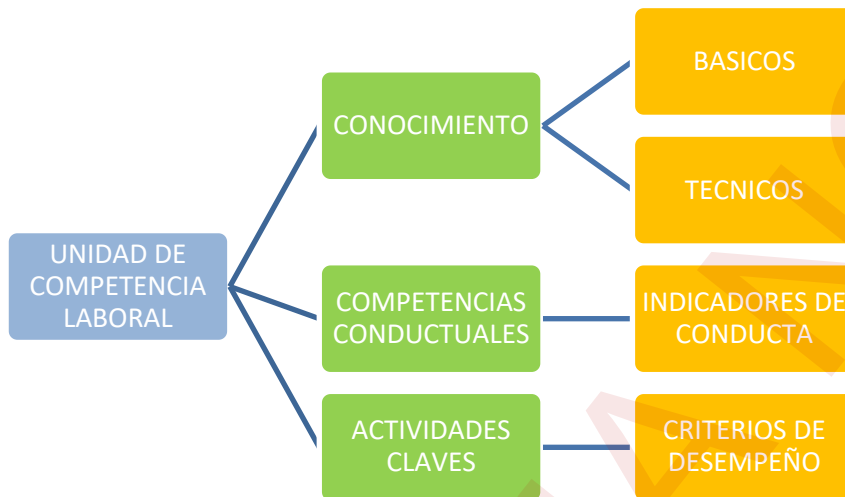 BASICOS
CONOCIMIENTO
TECNICOS
UNIDAD DE
COMPETENCIA
LABORAL
COMPETENCIAS
CONDUCTUALES
INDICADORES DE
CONDUCTA
ACTIVIDADES
CLAVES
CRITERIOS DE
DESEMPEÑO